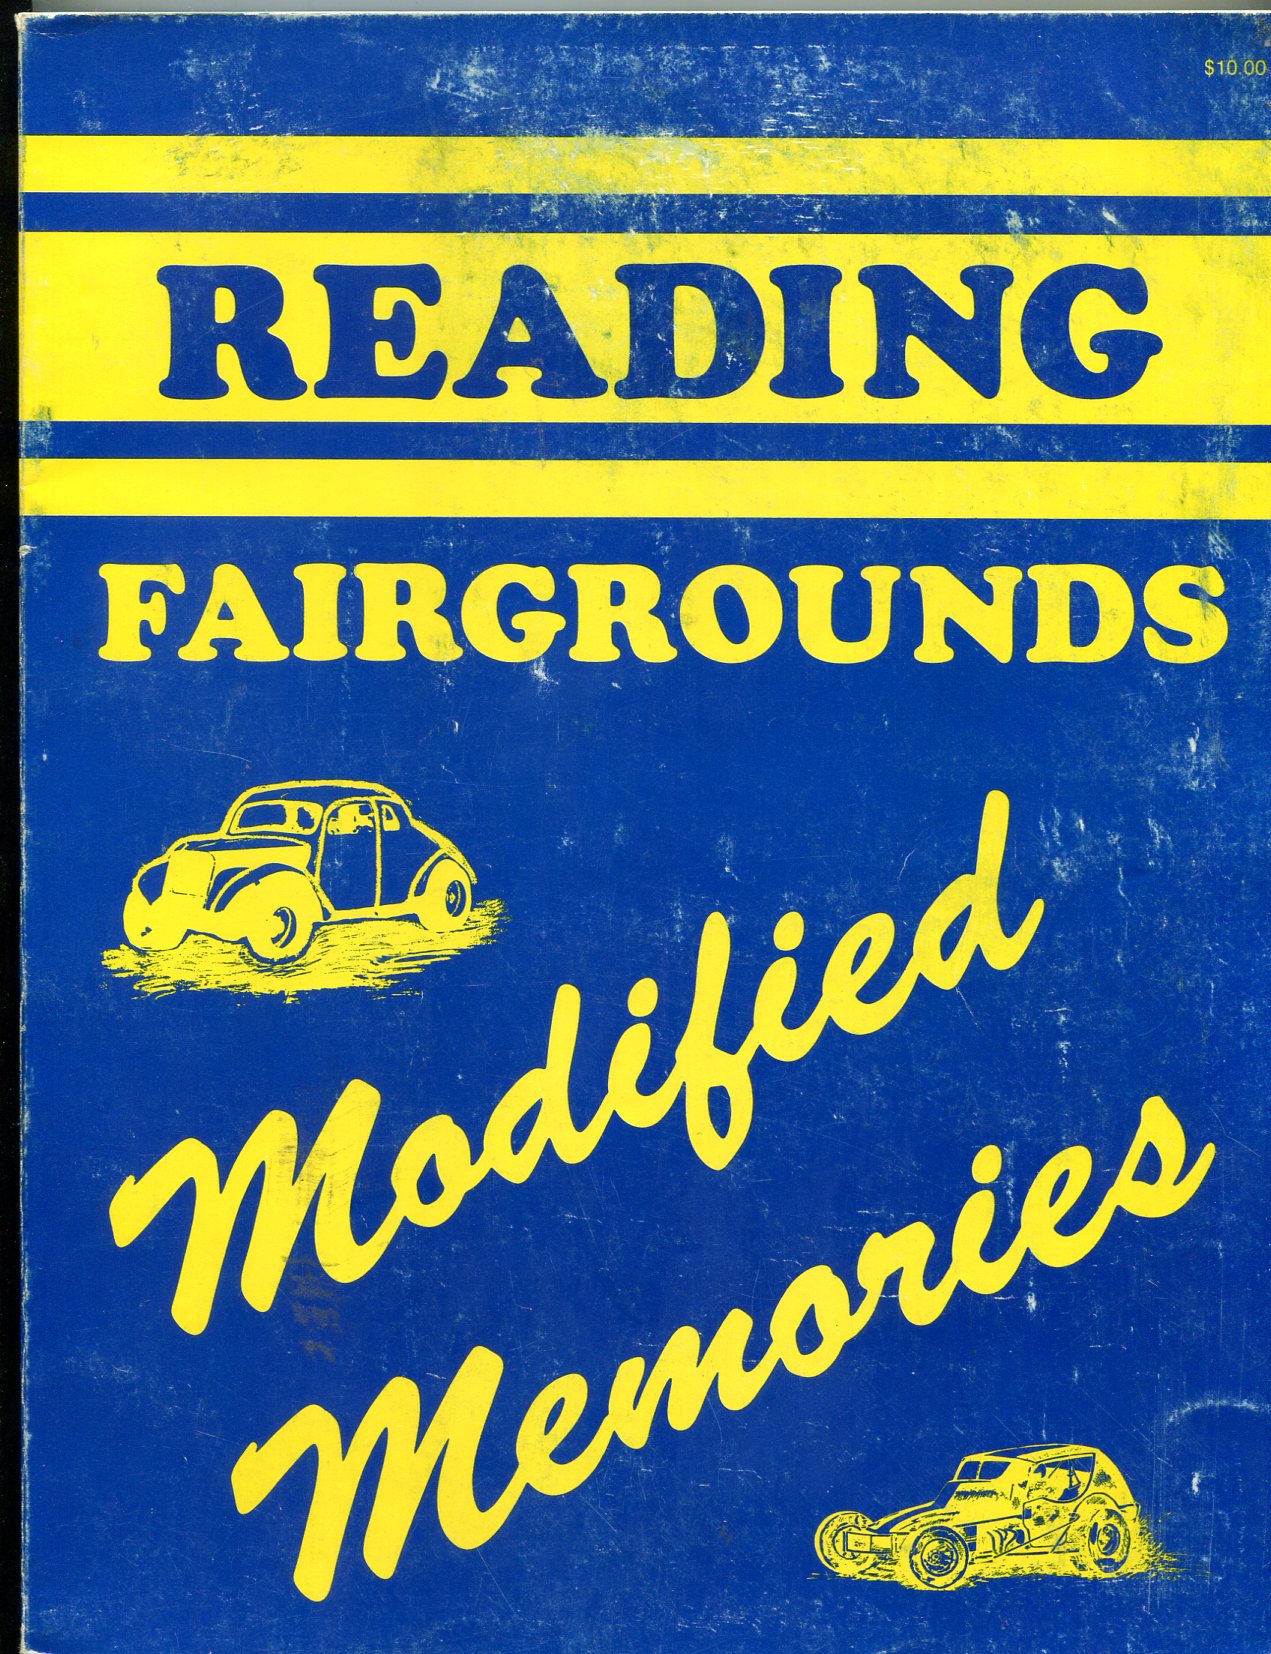 $10.00
READING
FAIRGROUNDS
Modified
Memories